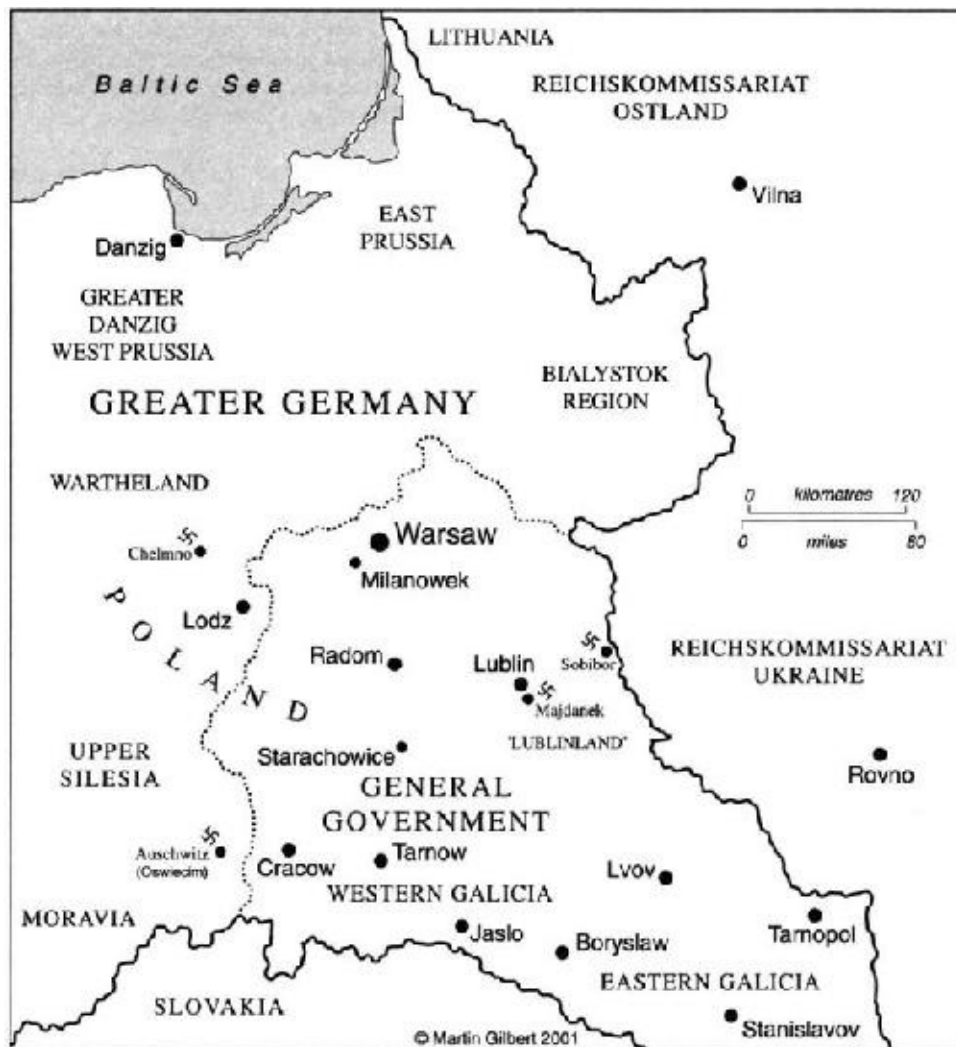 LITHUANIA
Baltic Sea
REICHSKOMMISSARIAT
OSTLAND
Vilna
EAST
PRUSSIA
Danzig
GREATER
DANZIG
WEST PRUSSIA
BIALYSTOK
REGION
GREATER GERMANY
WARTHELAND
0 kilometres 120
0 miles 80
Warsaw
Chelmno
Milanowek
POLAND
Lodz
Radom
Lublin
Sobibor
REICHSKOMMISSARIAT
UKRAINE
Majdanek
"LUBLINLAND"
UPPER
SILESIA
Starachowice
Rovno
GENERAL
GOVERNMENT
Auschwitz
(Oswiecim)
Cracow
Tarnow
Lvov
WESTERN GALICIA
MORAVIA
Jaslo
Boryslaw
Tarnopol
EASTERN GALICIA
SLOVAKIA
Stanislavov
© Martin Gilbert 2001